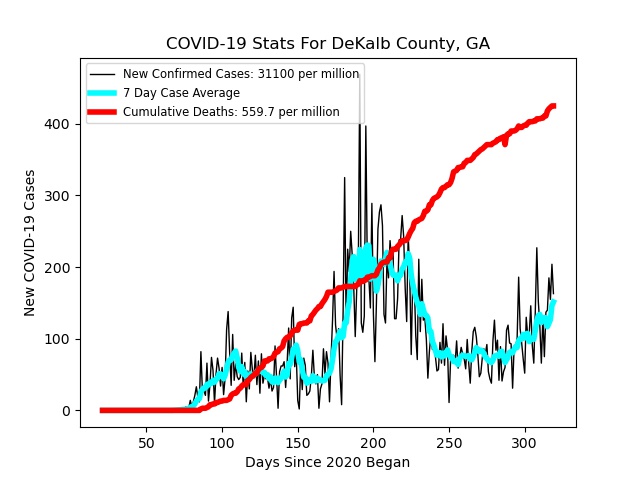 COVID-19 Stats For DeKalb County, GA
New Confirmed Cases: 31100 per million
7 Day Case Average
Cumulative Deaths: 559.7 per million
New COVID-19 Cases
400
300
200
100
0
50 100 150 200 250 300
Days Since 2020 Began